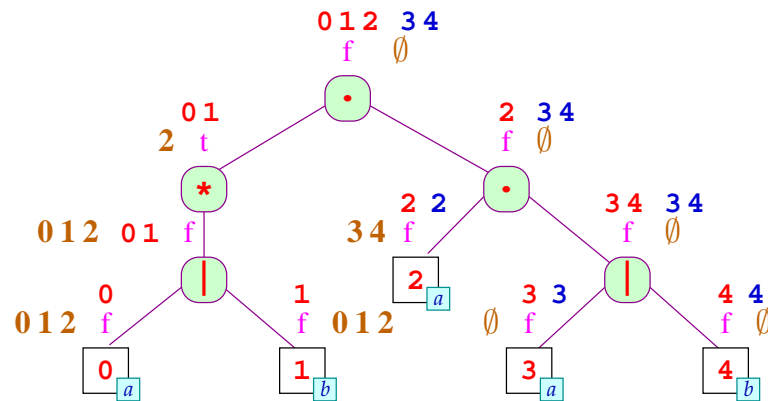 0 1 2 3 4
f ∅
.
0 1
2 t
*
2 3 4
f ∅
.
0 1 2 0 1 f
|
2 2
3 4 f
2
a
3 4 3 4
f ∅
|
0
0 1 2 f
0
a
1
f 0 1 2
1
b
3 3
∅ f
3
a
4 4
f ∅
4
b